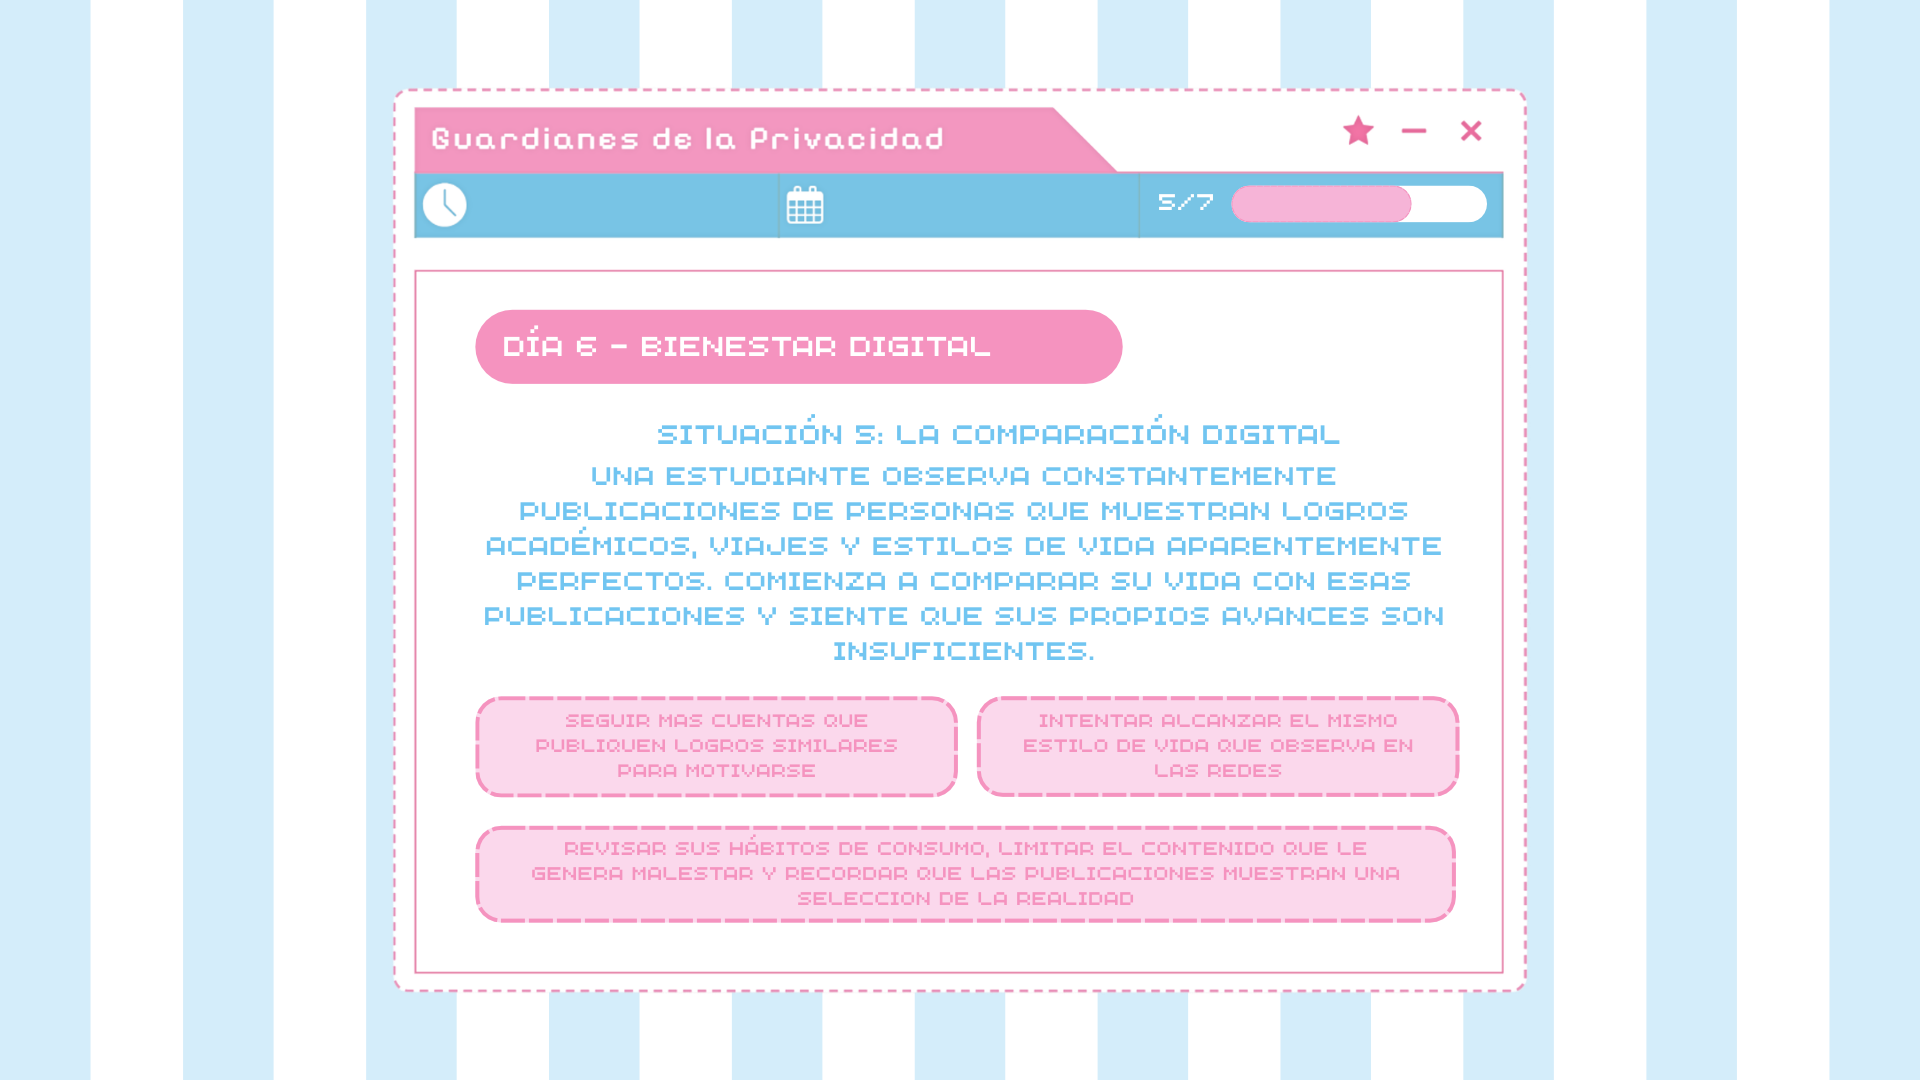 Guardianes de la Privacidad
5/7
DÍA 6 - BIENESTAR DIGITAL
SITUACIÓN 5: LA COMPARACIÓN DIGITAL
UNA ESTUDIANTE OBSERVA CONSTANTEMENTE
PUBLICACIONES DE PERSONAS QUE MUESTRAN LOGROS
ACADÉMICOS, VIAJES Y ESTILOS DE VIDA APARENTEMENTE
PERFECTOS. COMIENZA A COMPARAR SU VIDA CON ESAS
PUBLICACIONES Y SIENTE QUE SUS PROPIOS AVANCES SON
INSUFICIENTES.
SEGUIR MAS CUENTAS QUE
PUBLIQUEN LOGROS SIMILARES
PARA MOTIVARSE
INTENTAR ALCANZAR EL MISMO
ESTILO DE VIDA QUE OBSERVA EN
LAS REDES
REVISAR SUS HÁBITOS DE CONSUMO, LIMITAR EL CONTENIDO QUE LE
GENERA MALESTAR Y RECORDAR QUE LAS PUBLICACIONES MUESTRAN UNA
SELECCION DE LA REALIDAD